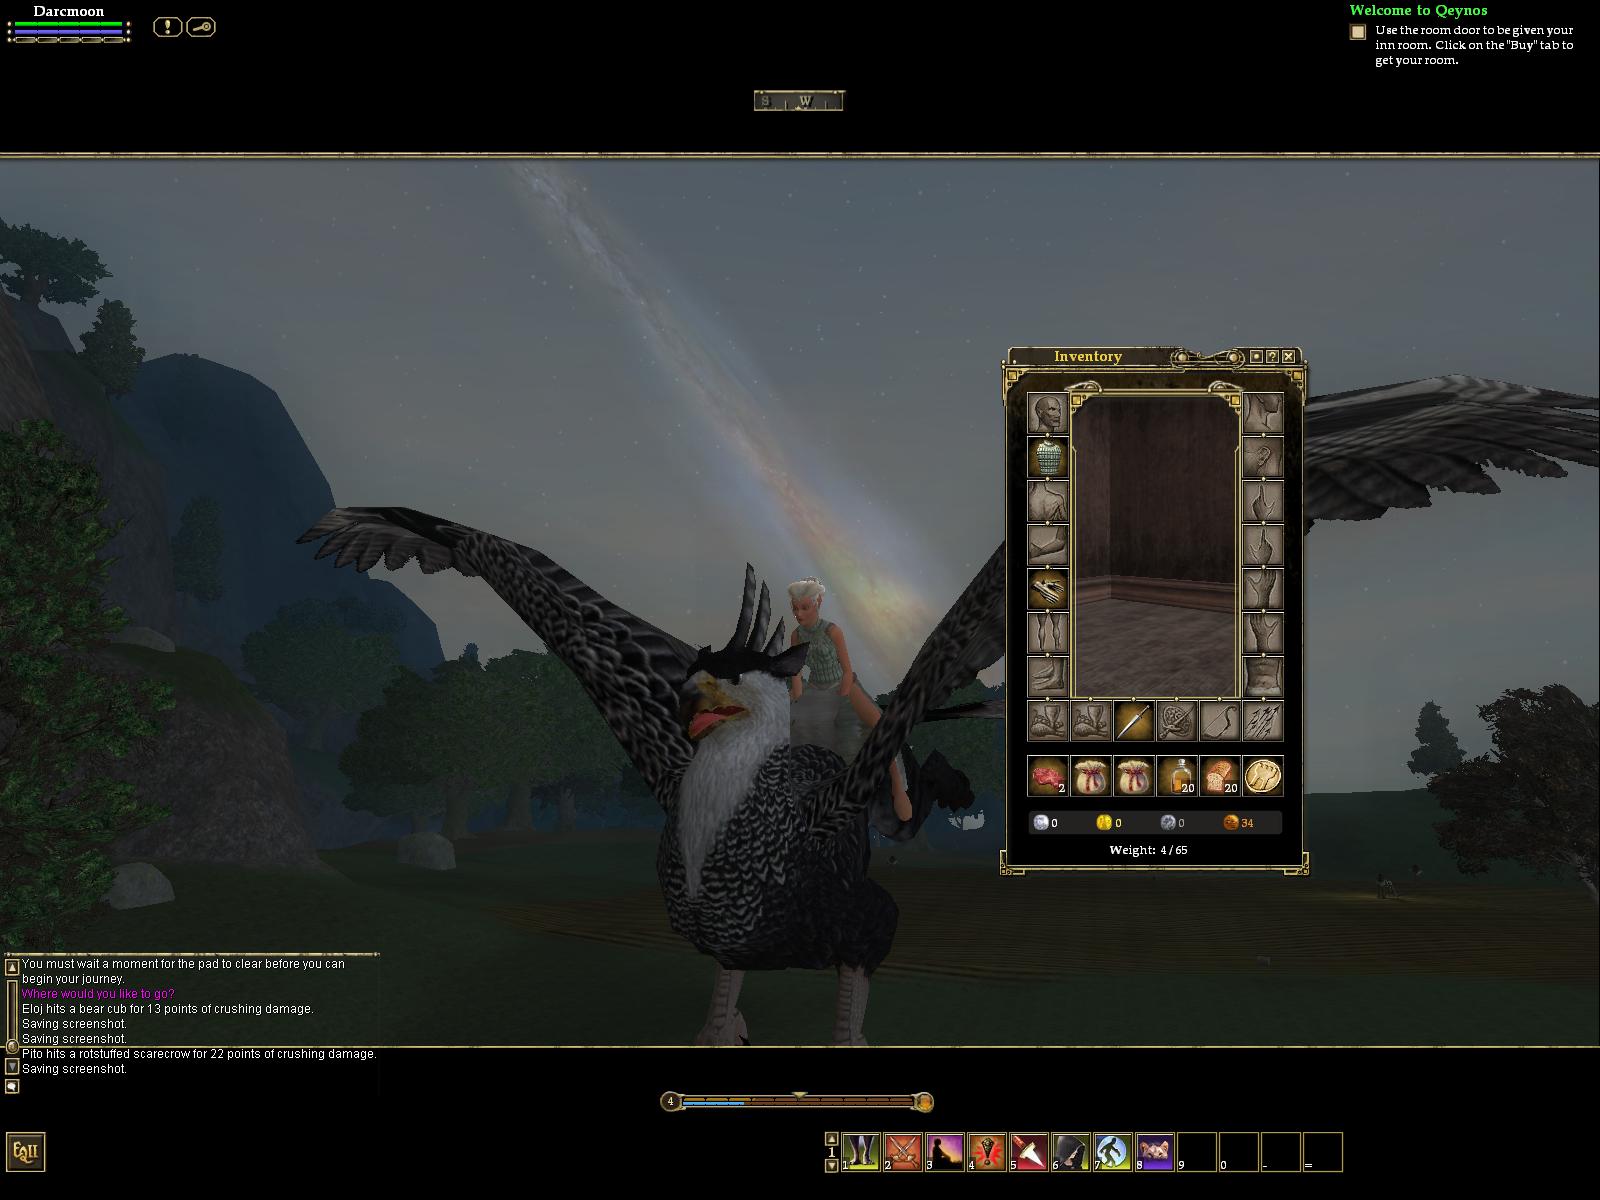 Darcmoon
Welcome to Qeynos
Use the room door to be given your
inn room. Click on the "Buy" tab to
get your room.
S W
Inventory
2
20
20
0
0
0
34
Weight: 4/65
You must wait a moment for the pad to clear before you can
begin your journey.
Where would you like to go?
Eloj hits a bear cub for 13 points of crushing damage.
Saving screenshot.
Saving screenshot.
Pito hits a rotstuffed scarecrow for 22 points of crushing damage.
Saving screenshot.
4
EQII
1
1 2 3 4 5 6 7 8 9 0 - =